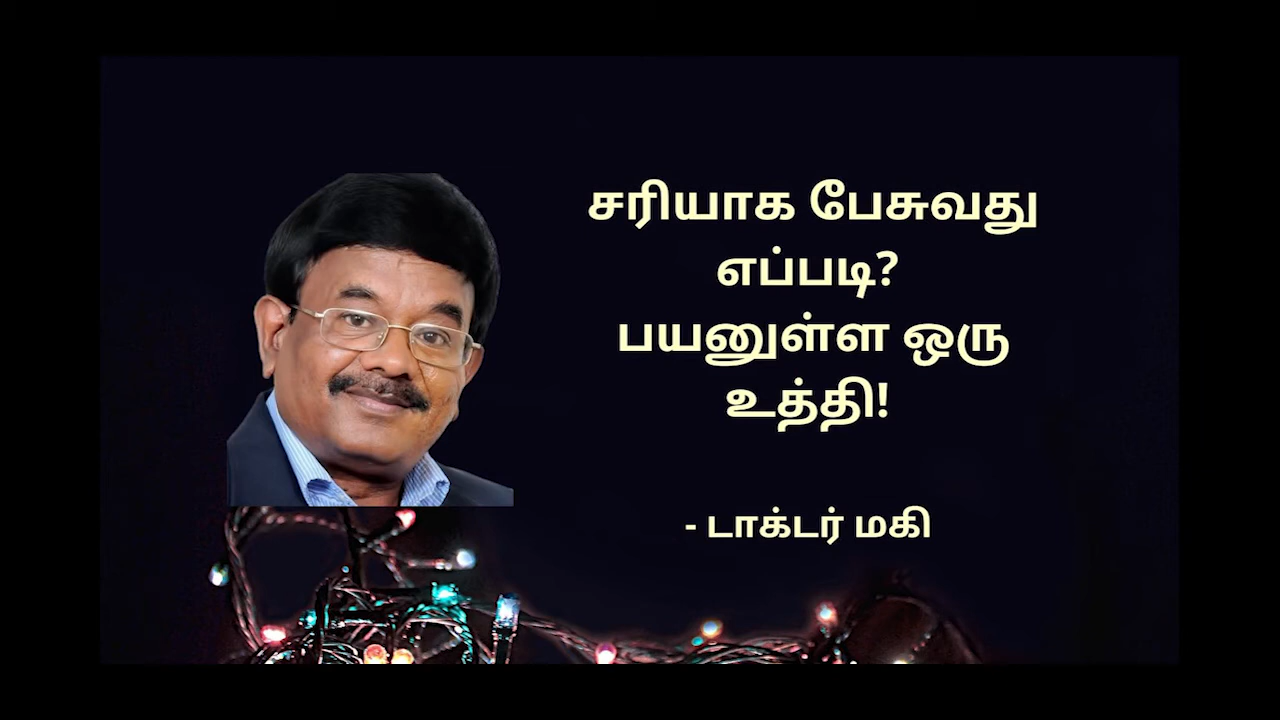 சரியாக பேசுவது
எப்படி?
பயனுள்ள ஒரு
உத்தி!
- டாக்டர் மகி